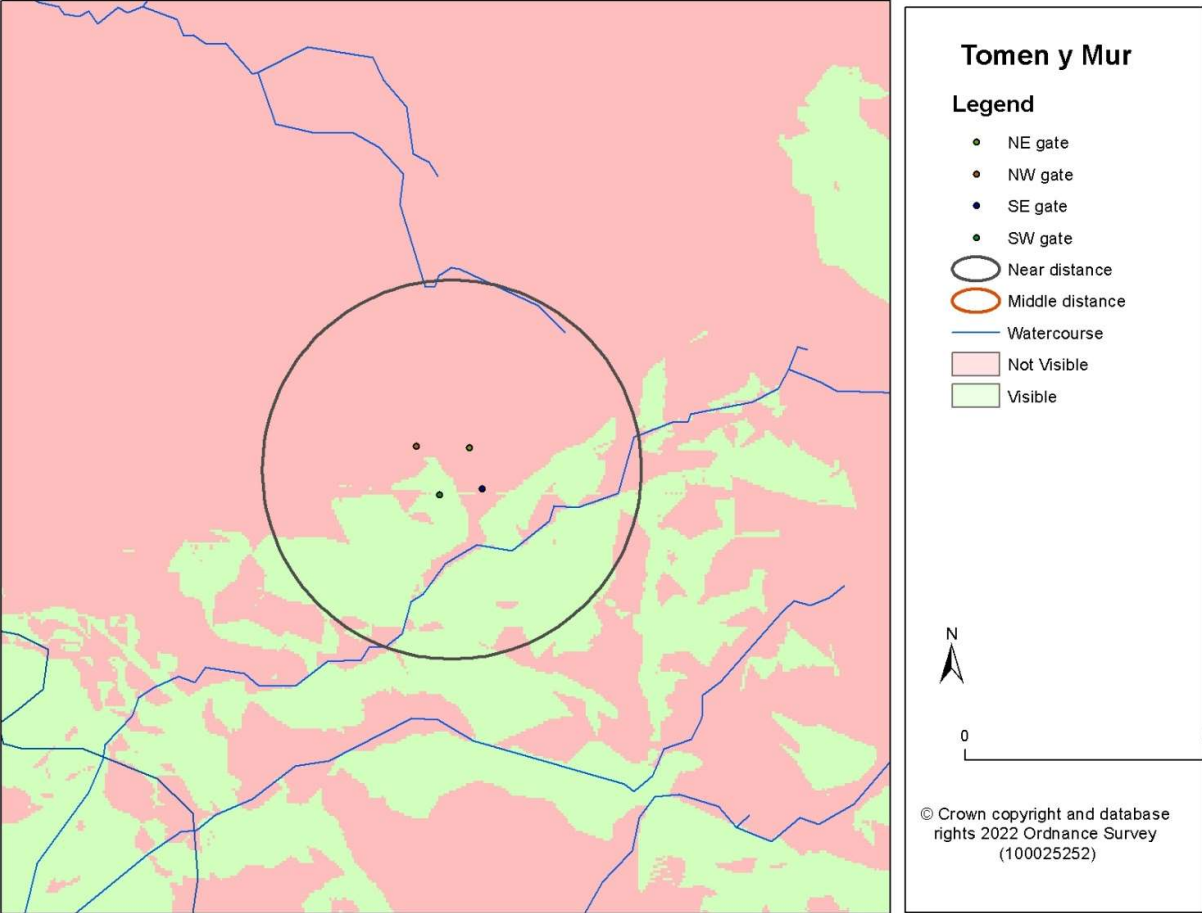 Tomen y Mur
Legend
NE gate
NW gate
SE gate
SW gate
Near distance
Middle distance
Watercourse
Not Visible
Visible
N
0
© Crown copyright and database
rights 2022 Ordnance Survey
(100025252)